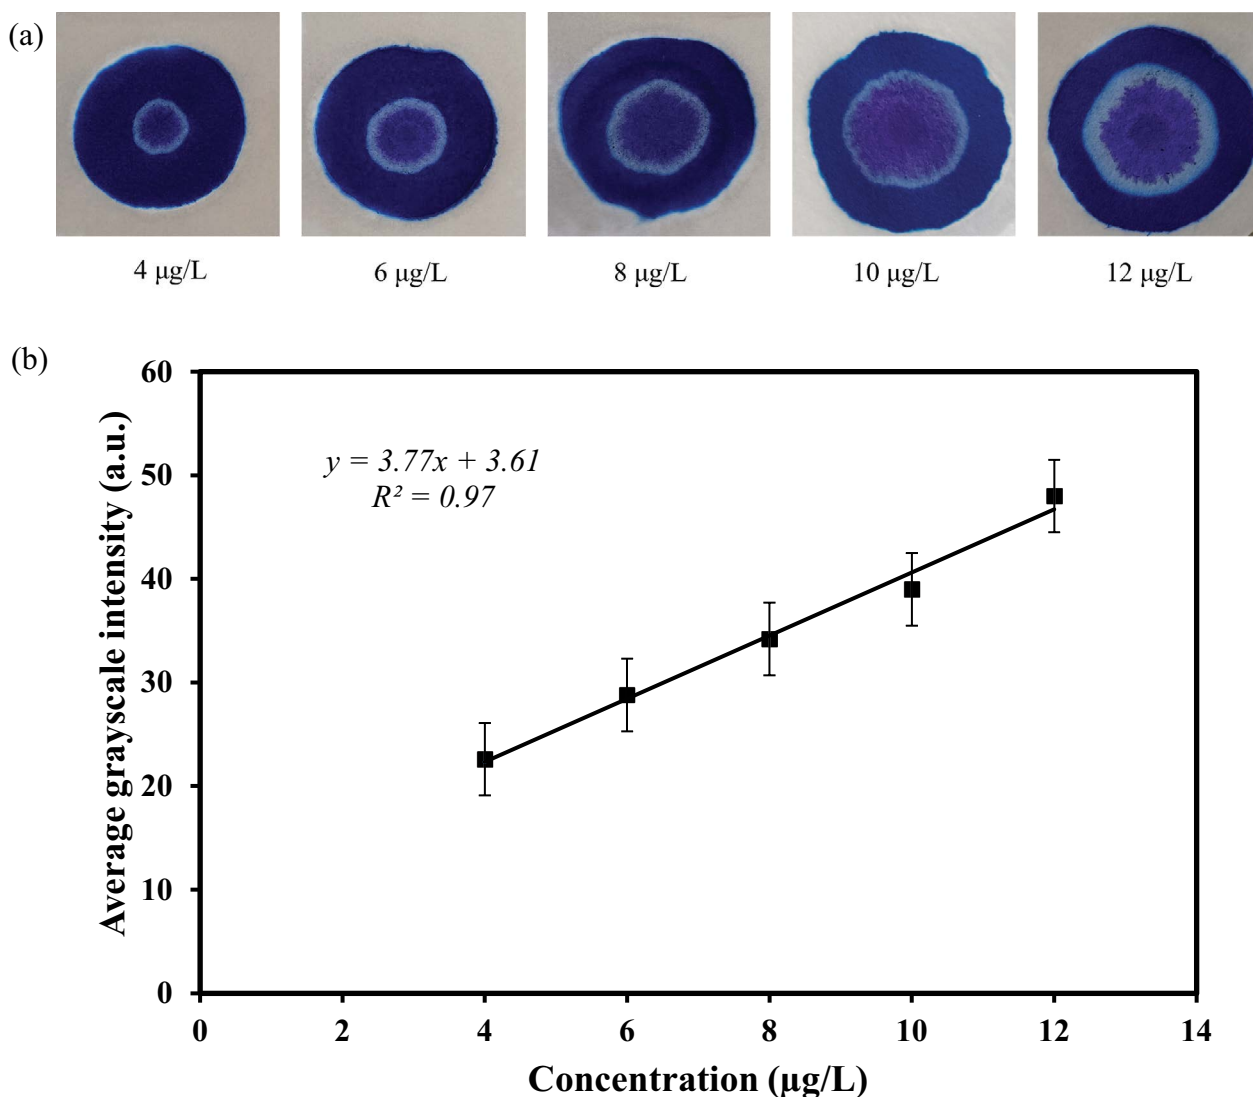 (a)
4 µg/L
6 µg/L
8 µg/L
10 µg/L
12 µg/L
(b)
60
50
40
30
20
10
0
Average grayscale intensity (a.u.)
y = 3.77x + 3.61
R² = 0.97
0
2
4
6
8
10
12
14
Concentration (µg/L)